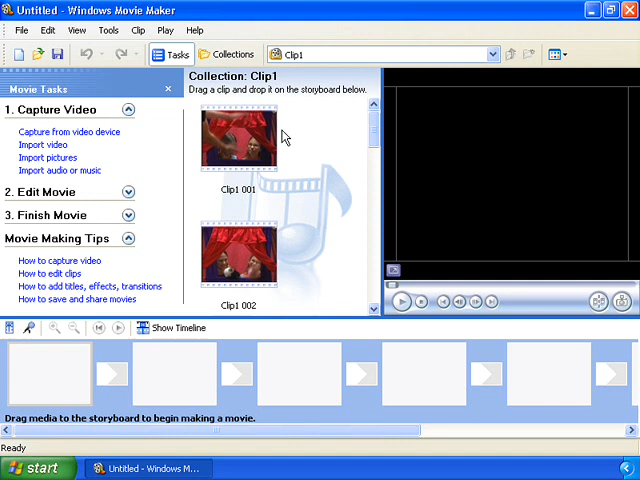 Untitled - Windows Movie Maker
File Edit View Tools Clip Play Help
Tasks Collections Clip1
Movie Tasks
1. Capture Video
Capture from video device
Import video
Import pictures
Import audio or music
2. Edit Movie
3. Finish Movie
Movie Making Tips
How to capture video
How to edit clips
How to add titles, effects, transitions
How to save and share movies
Collection: Clip1
Drag a clip and drop it on the storyboard below.
Clip1 001
Clip1 002
Show Timeline
Drag media to the storyboard to begin making a movie.
Ready
start Untitled - Windows M...